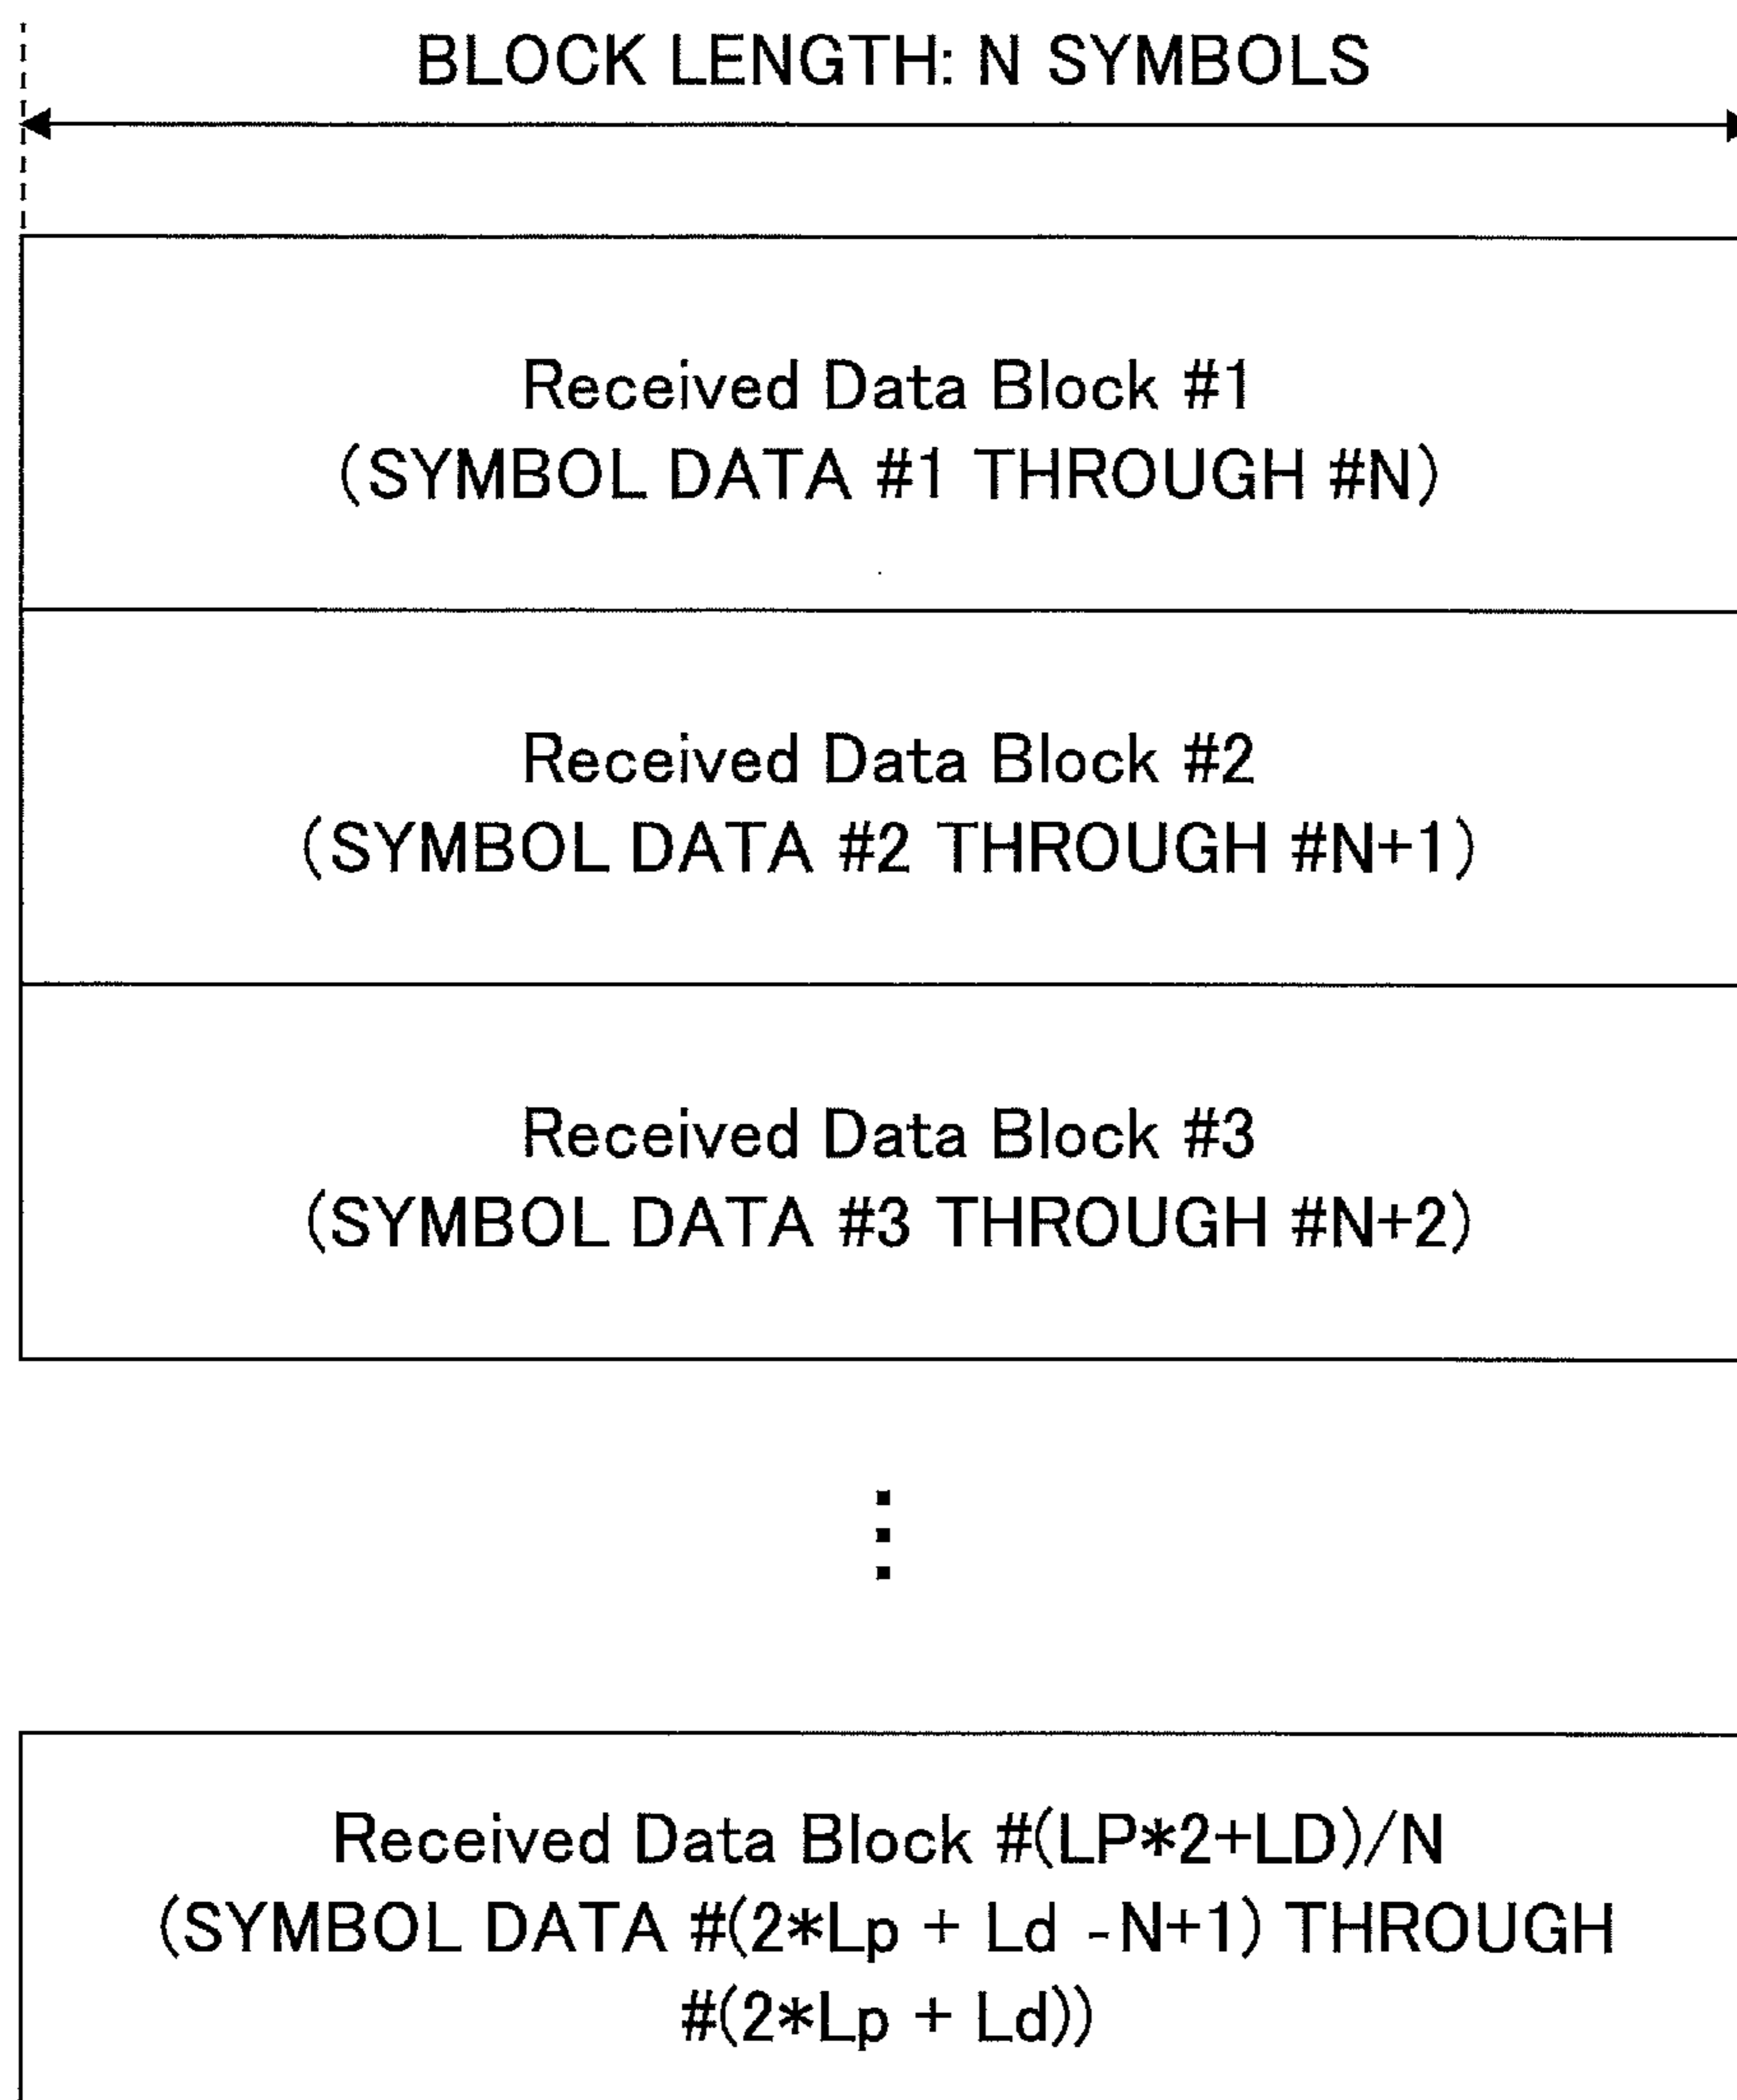 BLOCK LENGTH: N SYMBOLS
Received Data Block #1
(SYMBOL DATA #1 THROUGH #N)
Received Data Block #2
(SYMBOL DATA #2 THROUGH #N+1)
Received Data Block #3
(SYMBOL DATA #3 THROUGH #N+2)
Received Data Block #(LP*2+LD)/N
(SYMBOL DATA #(2*Lp + Ld -N+1) THROUGH
#(2*Lp + Ld))